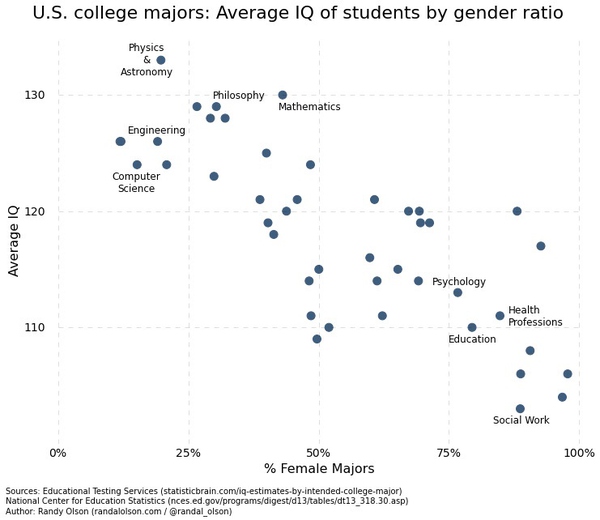 U.S. college majors: Average IQ of students by gender ratio
Physics
&
Astronomy
130
Philosophy
Mathematics
Engineering
Computer
Science
Average IQ
120
Psychology
Health
Professions
110
Education
Social Work
0%
25%
50%
75%
100%
% Female Majors
Sources: Educational Testing Services (statisticbrain.com/iq-estimates-by-intended-college-major)
National Center for Education Statistics (nces.ed.gov/programs/digest/d13/tables/dt13_318.30.asp)
Author: Randy Olson (randalolson.com / @randal_olson)